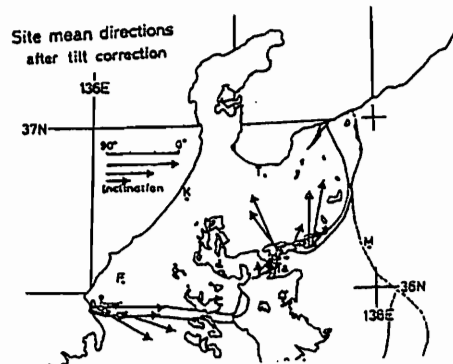 Site mean directions
after tilt correction
136E
37N
90° 0°
Inclination
T
K
M
F
36N
138E